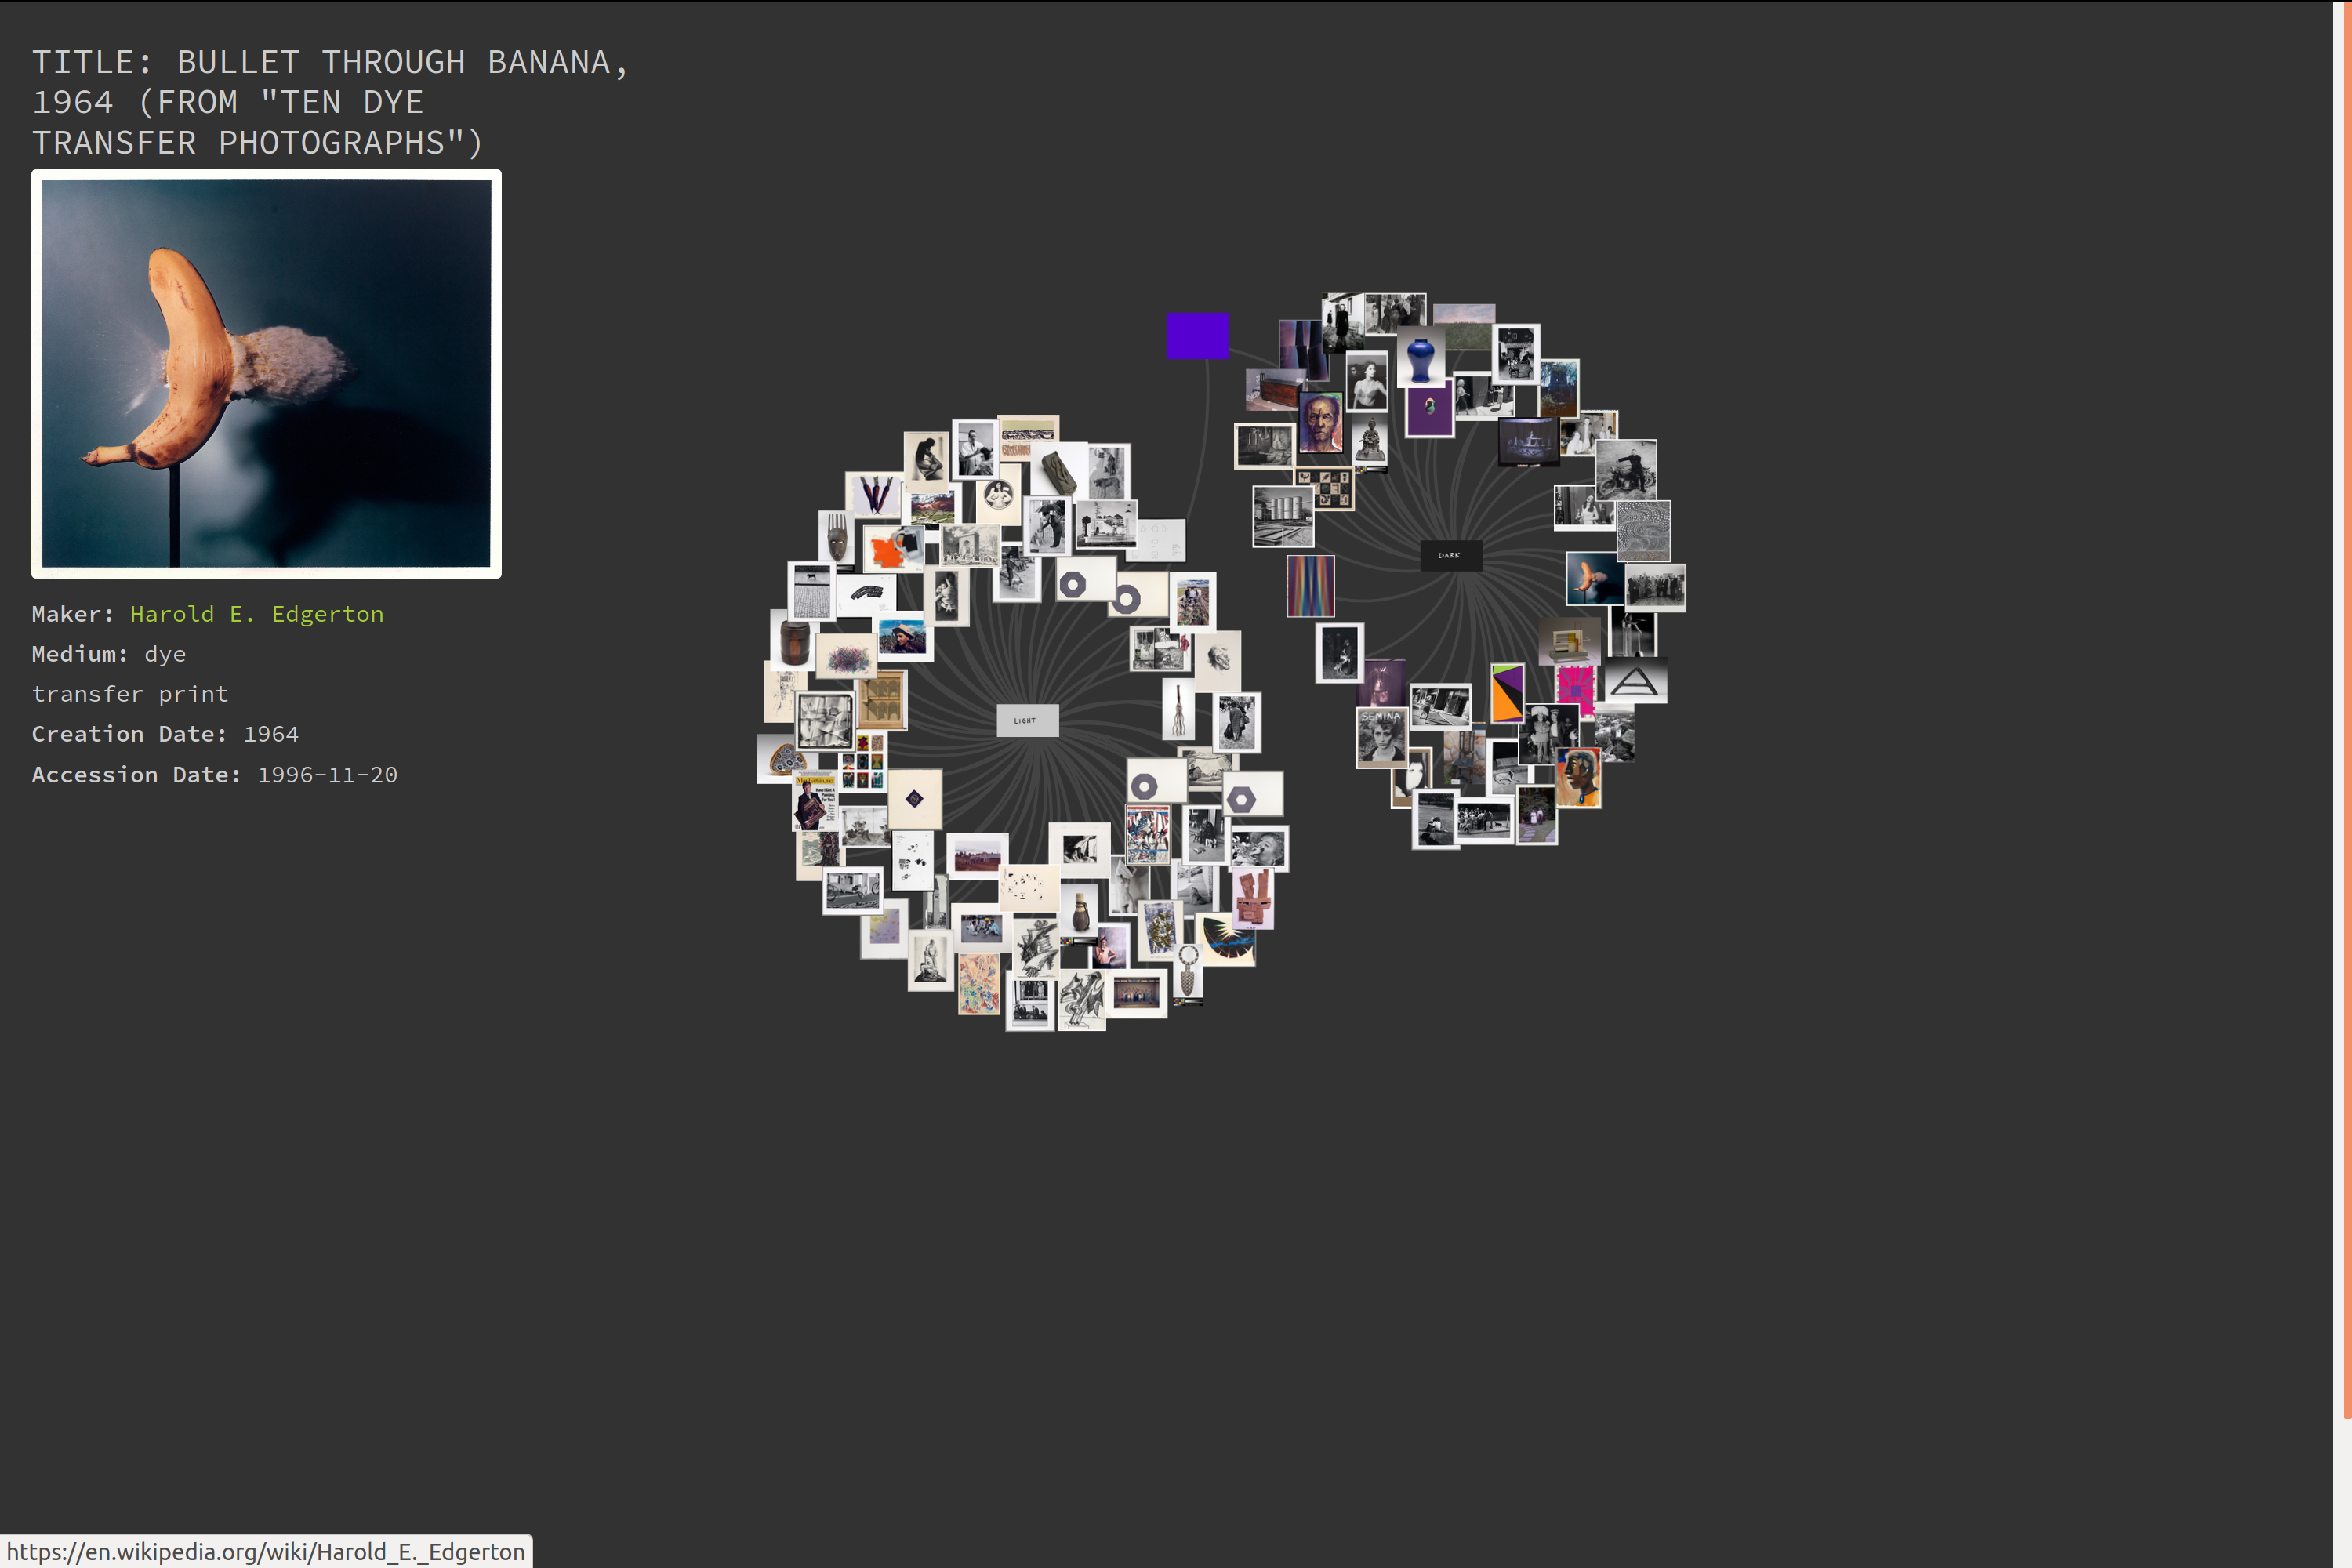 TITLE: BULLET THROUGH BANANA,
1964 (FROM "TEN DYE
TRANSFER PHOTOGRAPHS")
Maker: Harold E. Edgerton
Medium: dye
transfer print
Creation Date: 1964
Accession Date: 1996-11-20
DARK
LIGHT
SEMINA
https://en.wikipedia.org/wiki/Harold_E._Edgerton